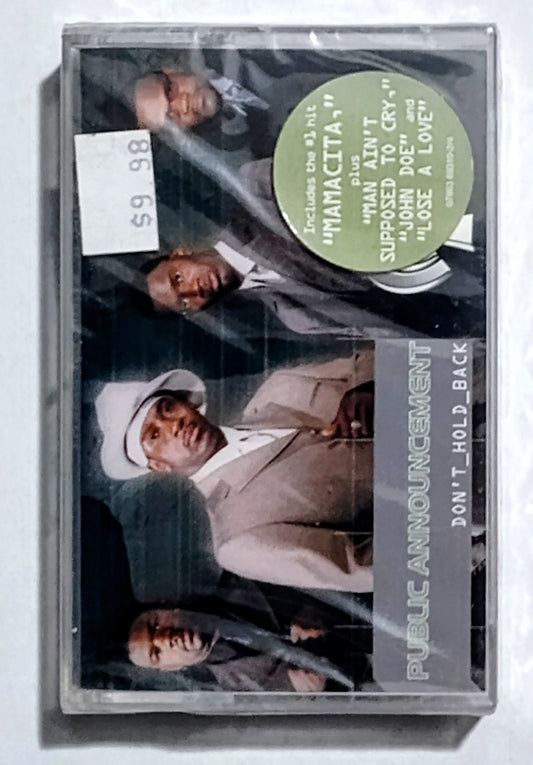 $9.98
Includes the #1 hit
"MAMACITA,"
plus
"MAN AIN'T
SUPPOSED TO CRY,"
"JOHN DOE" and
"LOSE A LOVE"
PUBLIC ANNOUNCEMENT
DON'T_HOLD_BACK